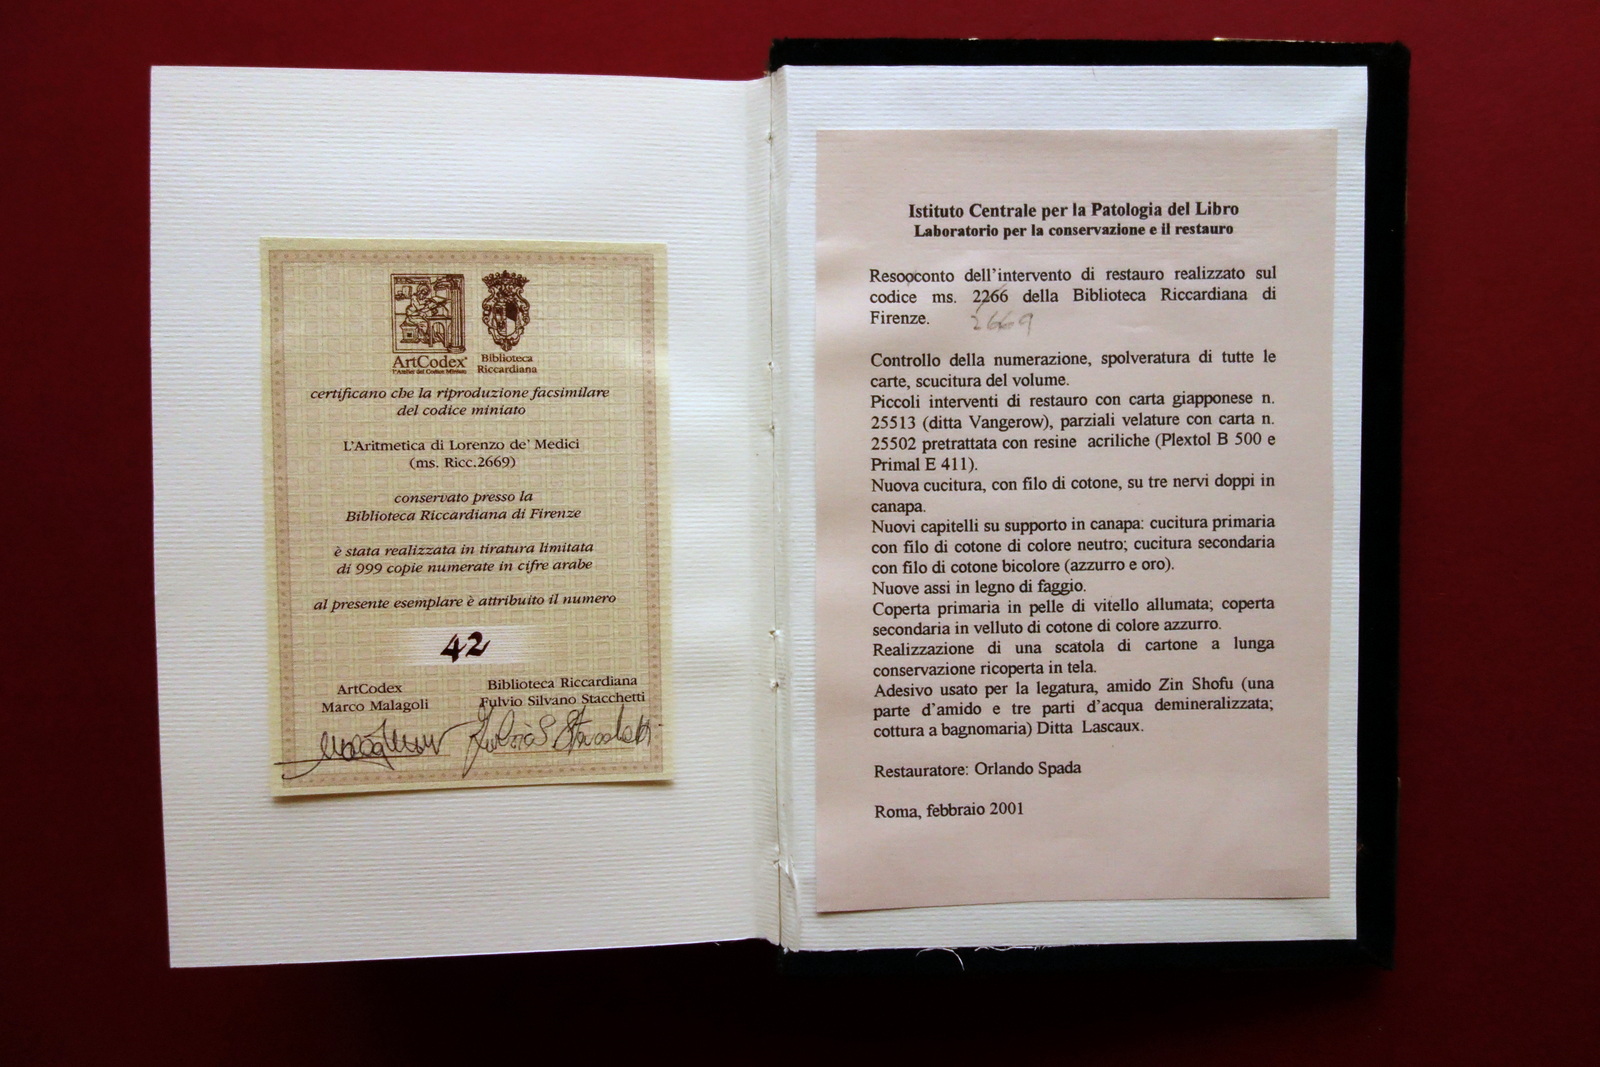 ArtCodex
Biblioteca
Riccardiana
certificano che la riproduzione facsimilare
del codice miniato
L'Aritmetica di Lorenzo de' Medici
(ms. Ricc.2669)
conservato presso la
Biblioteca Riccardiana di Firenze
è stata realizzata in tiratura limitata
di 999 copie numerate in cifre arabe
al presente esemplare è attribuito il numero
42
ArtCodex
Marco Malagoli
Biblioteca Riccardiana
Fulvio Silvano Stacchetti
Istituto Centrale per la Patologia del Libro
Laboratorio per la conservazione e il restauro
Resooconto dell'intervento di restauro realizzato sul
codice ms. 2266 della Biblioteca Riccardiana di
Firenze. 2669
Controllo della numerazione, spolveratura di tutte le
carte, scucitura del volume.
Piccoli interventi di restauro con carta giapponese n.
25513 (ditta Vangerow), parziali velature con carta n.
25502 pretrattata con resine acriliche (Plextol B 500 e
Primal E 411).
Nuova cucitura, con filo di cotone, su tre nervi doppi in
canapa.
Nuovi capitelli su supporto in canapa: cucitura primaria
con filo di cotone di colore neutro; cucitura secondaria
con filo di cotone bicolore (azzurro e oro).
Nuove assi in legno di faggio.
Coperta primaria in pelle di vitello allumata; coperta
secondaria in velluto di cotone di colore azzurro.
Realizzazione di una scatola di cartone a lunga
conservazione ricoperta in tela.
Adesivo usato per la legatura, amido Zin Shofu (una
parte d'amido e tre parti d'acqua demineralizzata;
cottura a bagnomaria) Ditta Lascaux.
Restauratore: Orlando Spada
Roma, febbraio 2001